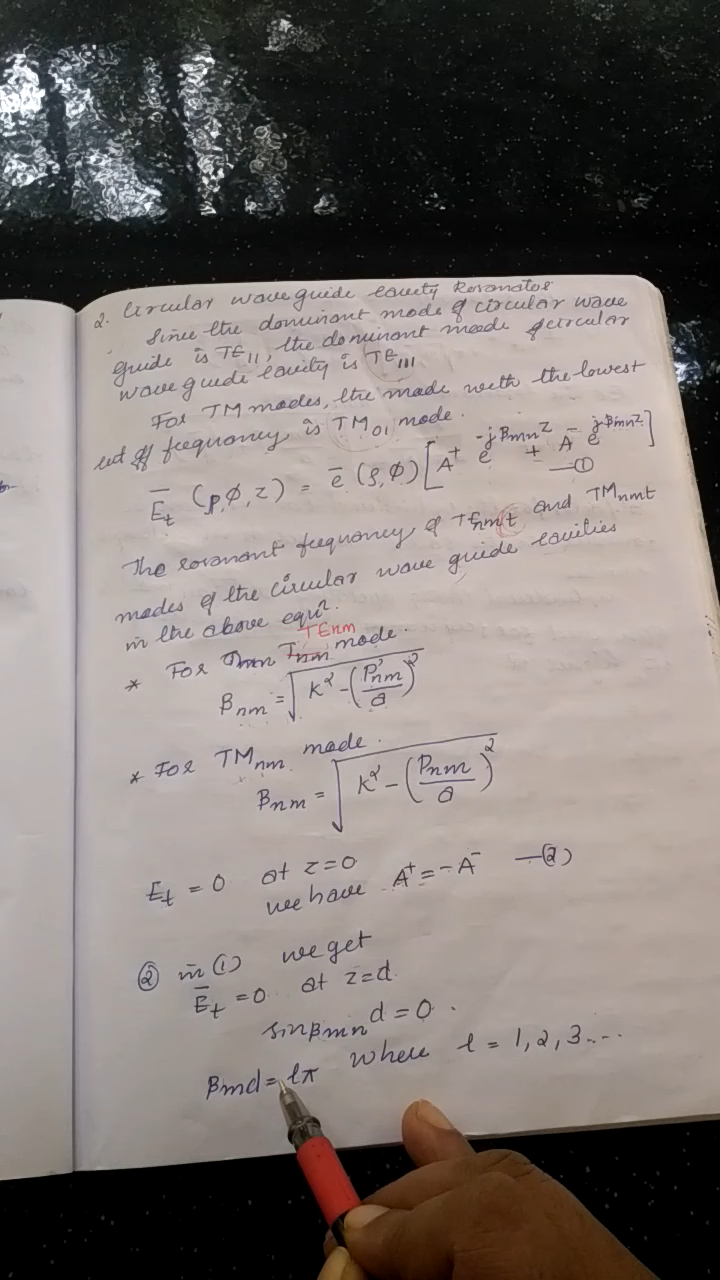 2. Circular wave guide cavity Resonator
Since the dominant mode of circular wave
guide is TE₁₁, the dominant mode of circular
wave guide cavity is TE₁₁₁
For TM modes, the mode with the lowest
cut off frequency is TM₀₁ mode.
Ēₜ (ρ,φ,z) = ē (ρ,φ) [A⁺ e^{-jβmnz} + A⁻ e^{jβmnz}] —①
The resonant frequency of TEnmℓ and TMnmℓ
modes of the circular wave guide cavities
in the above equⁿ.
TEnm
* For Tnm mode.
βnm = √(K² - (P'nm/a)²)
* For TMnm mode.
βnm = √(K² - (Pnm/a)²)
Eₜ = 0 at z=0
we have A⁺ = -A⁻ —②
② in ① we get
Ēₜ = 0 at z=d
sinβmn d = 0.
βmd = ℓπ where ℓ = 1, 2, 3....